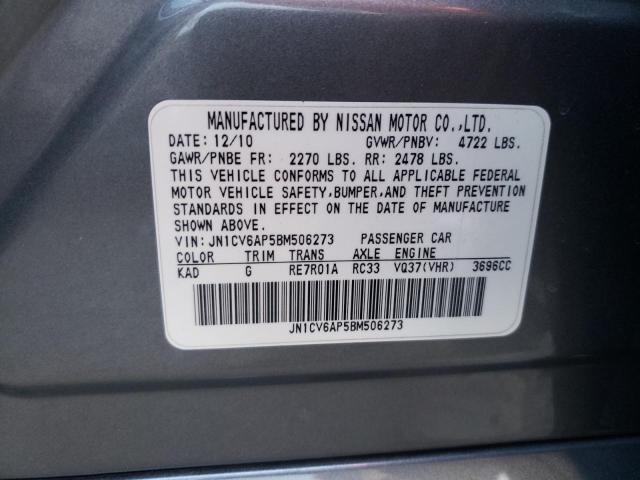 MANUFACTURED BY NISSAN MOTOR CO.,LTD.
DATE: 12/10 GVWR/PNBV: 4722 LBS.
GAWR/PNBE FR: 2270 LBS. RR: 2478 LBS.
THIS VEHICLE CONFORMS TO ALL APPLICABLE FEDERAL
MOTOR VEHICLE SAFETY,BUMPER,AND THEFT PREVENTION
STANDARDS IN EFFECT ON THE DATE OF MANUFACTURE
SHOWN ABOVE.
VIN: JN1CV6AP5BM506273 PASSENGER CAR
COLOR TRIM TRANS AXLE ENGINE
KAD G RE7R01A RC33 VQ37(VHR) 3696CC
JN1CV6AP5BM506273